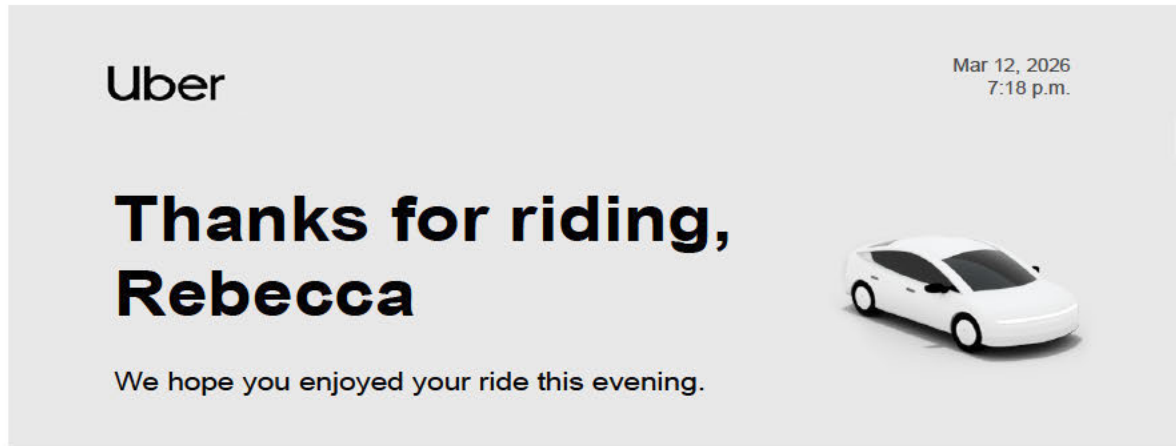 Uber
Mar 12, 2026
7:18 p.m.
Thanks for riding,
Rebecca
We hope you enjoyed your ride this evening.